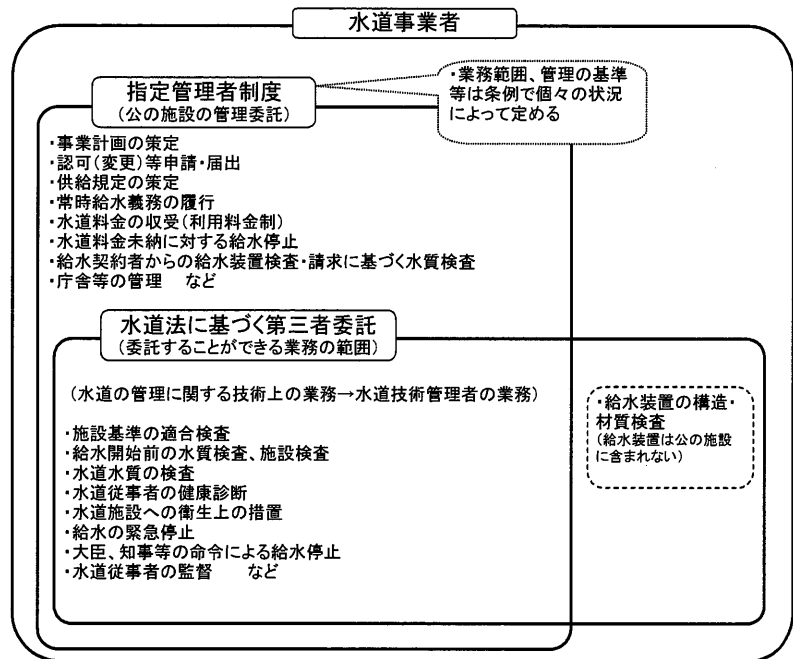 水道事業者
指定管理者制度
(公の施設の管理委託)
・業務範囲、管理の基準
等は条例で個々の状況
によって定める
・事業計画の策定
・認可(変更)等申請・届出
・供給規定の策定
・常時給水義務の履行
・水道料金の収受(利用料金制)
・水道料金未納に対する給水停止
・給水契約者からの給水装置検査・請求に基づく水質検査
・庁舎等の管理 など
水道法に基づく第三者委託
(委託することができる業務の範囲)
(水道の管理に関する技術上の業務→水道技術管理者の業務)
・施設基準の適合検査
・給水開始前の水質検査、施設検査
・水道水質の検査
・水道従事者の健康診断
・水道施設への衛生上の措置
・給水の緊急停止
・大臣、知事等の命令による給水停止
・水道従事者の監督 など
・給水装置の構造・
材質検査
(給水装置は公の施設
に含まれない)